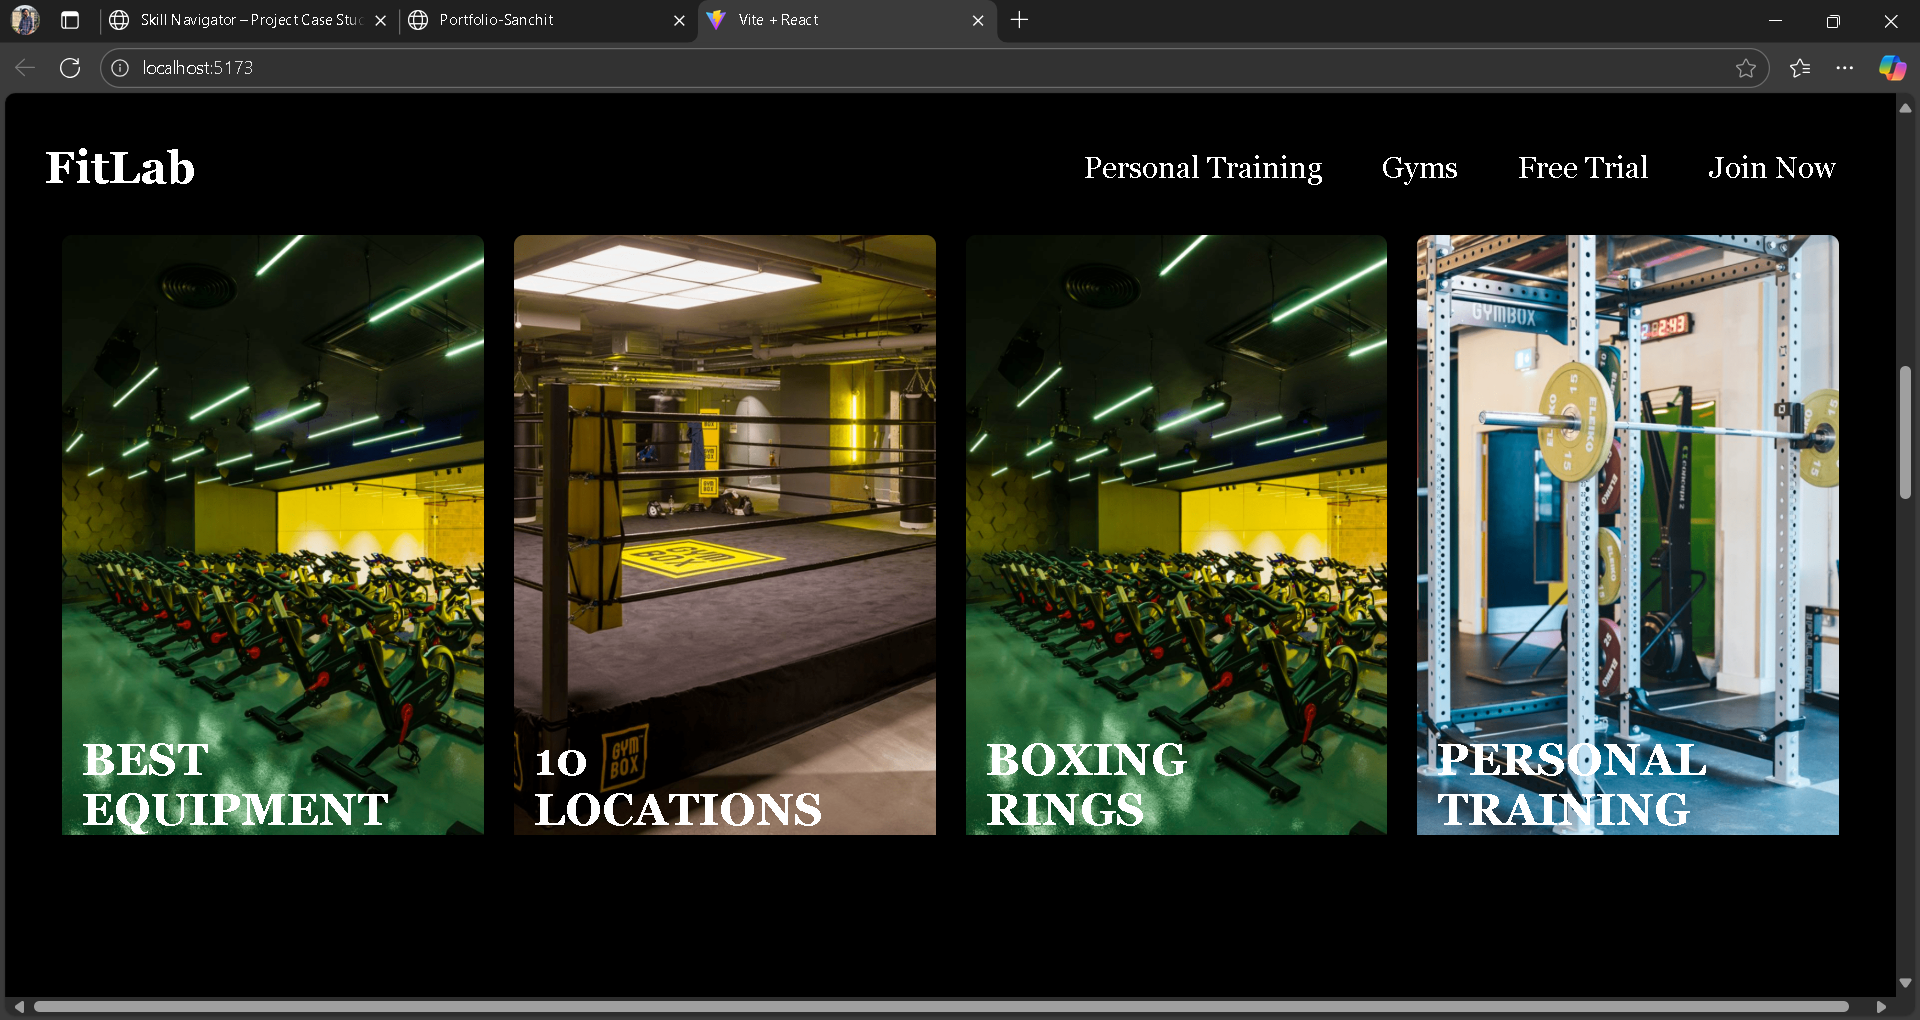 Skill Navigator – Project Case Stu
Portfolio-Sanchit
Vite + React
localhost:5173
FitLab
Personal Training
Gyms
Free Trial
Join Now
GYMBOX
2:43
ELEIKO
15
GYM
BOX
BEST
EQUIPMENT
10
LOCATIONS
BOXING
RINGS
PERSONAL
TRAINING